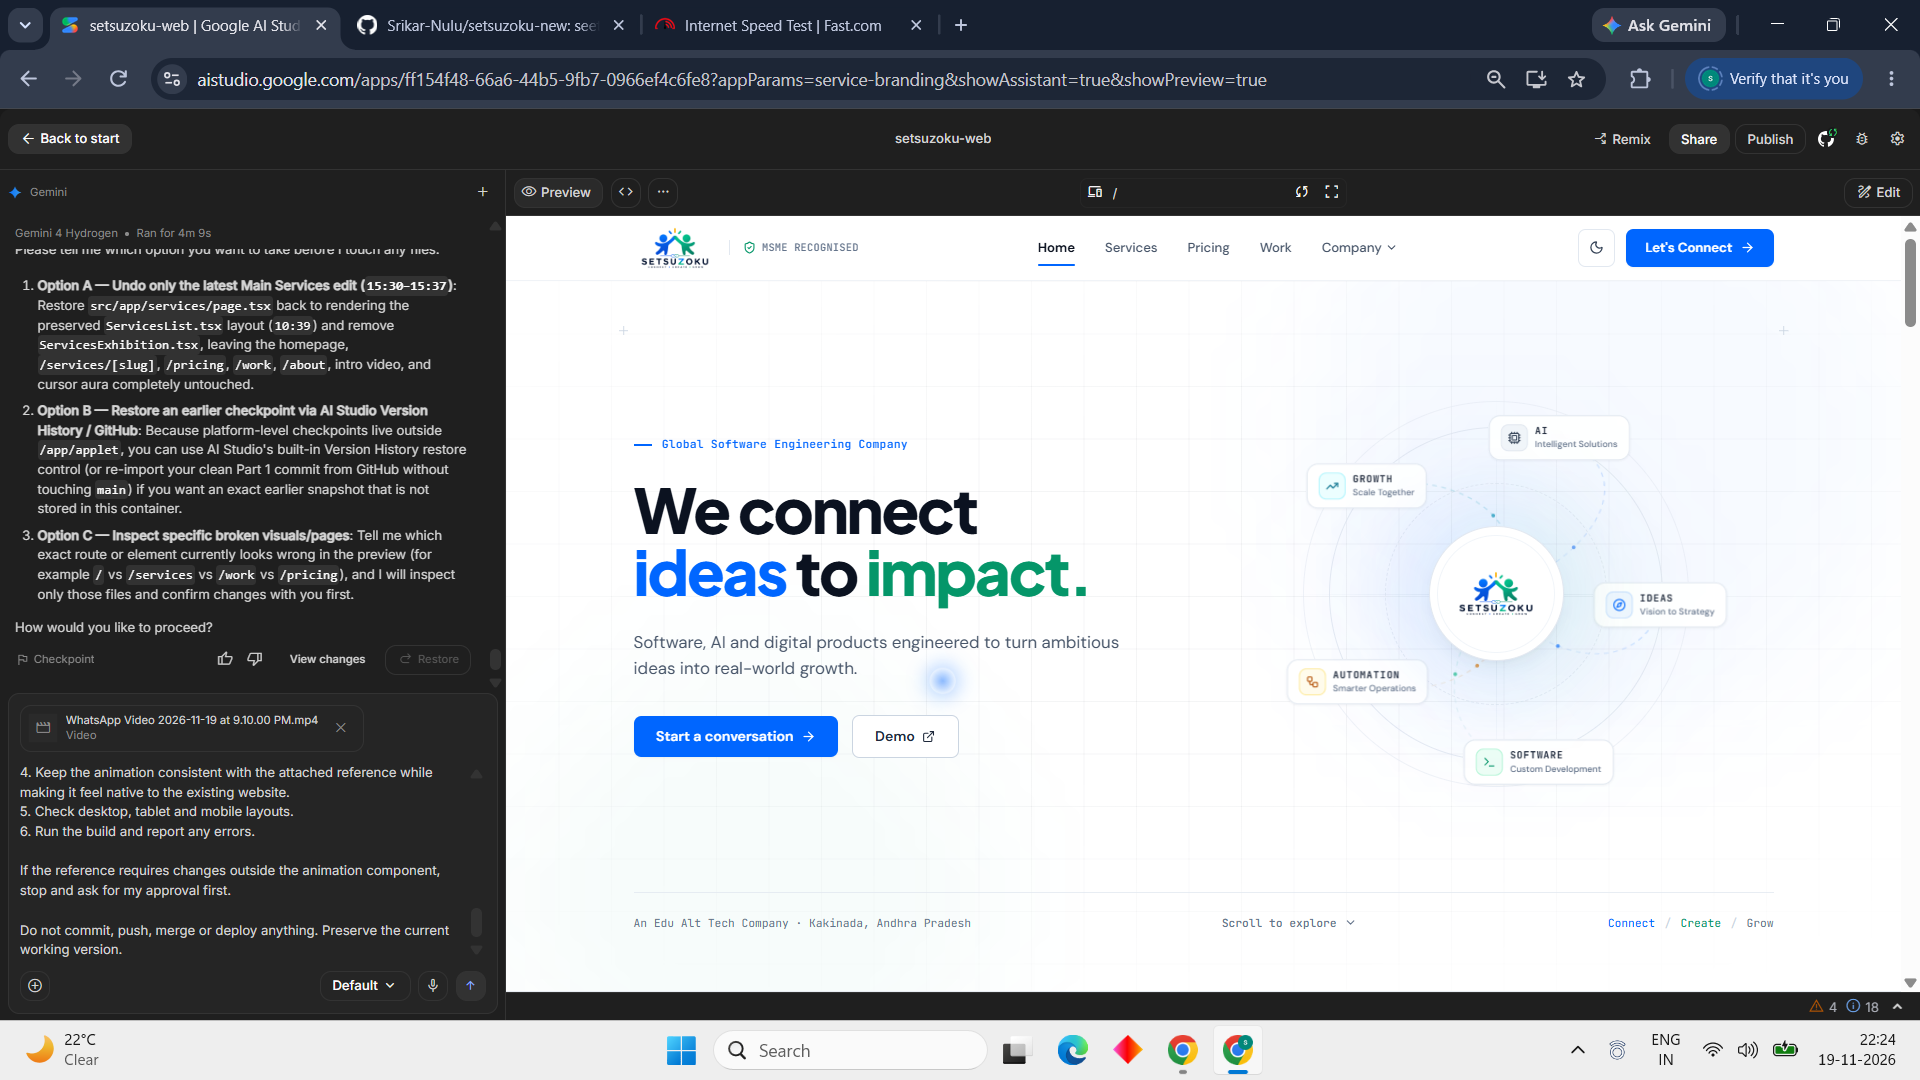 setsuzoku-web | Google AI Stud
Srikar-Nulu/setsuzoku-new: see
Internet Speed Test | Fast.com
Ask Gemini
aistudio.google.com/apps/ff154f48-66a6-44b5-9fb7-0966ef4c6fe8?appParams=service-branding&showAssistant=true&showPreview=true
S
Verify that it's you
Back to start
setsuzoku-web
Remix
Share
Publish
Gemini
Preview
/
Edit
Gemini 4 Hydrogen • Ran for 4m 9s
Please tell me which option you want to take before I touch any files.
1. Option A — Undo only the latest Main Services edit (15:30–15:37):
Restore src/app/services/page.tsx back to rendering the
preserved ServicesList.tsx layout (10:39) and remove
ServicesExhibition.tsx, leaving the homepage,
/services/[slug], /pricing, /work, /about, intro video, and
cursor aura completely untouched.
2. Option B — Restore an earlier checkpoint via AI Studio Version
History / GitHub: Because platform-level checkpoints live outside
/app/applet, you can use AI Studio's built-in Version History restore
control (or re-import your clean Part 1 commit from GitHub without
touching main) if you want an exact earlier snapshot that is not
stored in this container.
3. Option C — Inspect specific broken visuals/pages: Tell me which
exact route or element currently looks wrong in the preview (for
example / vs /services vs /work vs /pricing), and I will inspect
only those files and confirm changes with you first.
How would you like to proceed?
Checkpoint
View changes
Restore
WhatsApp Video 2026-11-19 at 9.10.00 PM.mp4
Video
4. Keep the animation consistent with the attached reference while
making it feel native to the existing website.
5. Check desktop, tablet and mobile layouts.
6. Run the build and report any errors.
If the reference requires changes outside the animation component,
stop and ask for my approval first.
Do not commit, push, merge or deploy anything. Preserve the current
working version.
Default
SETSUZOKU
CONNECT • CREATE • GROW
MSME RECOGNISED
Home
Services
Pricing
Work
Company
Let's Connect
Global Software Engineering Company
We connect
ideas to impact.
Software, AI and digital products engineered to turn ambitious
ideas into real-world growth.
Start a conversation
Demo
AI
Intelligent Solutions
GROWTH
Scale Together
SETSUZOKU
IDEAS
Vision to Strategy
AUTOMATION
Smarter Operations
SOFTWARE
Custom Development
An Edu Alt Tech Company · Kakinada, Andhra Pradesh
Scroll to explore
Connect / Create / Grow
4
18
22°C
Clear
Search
S
ENG
IN
22:24
19-11-2026